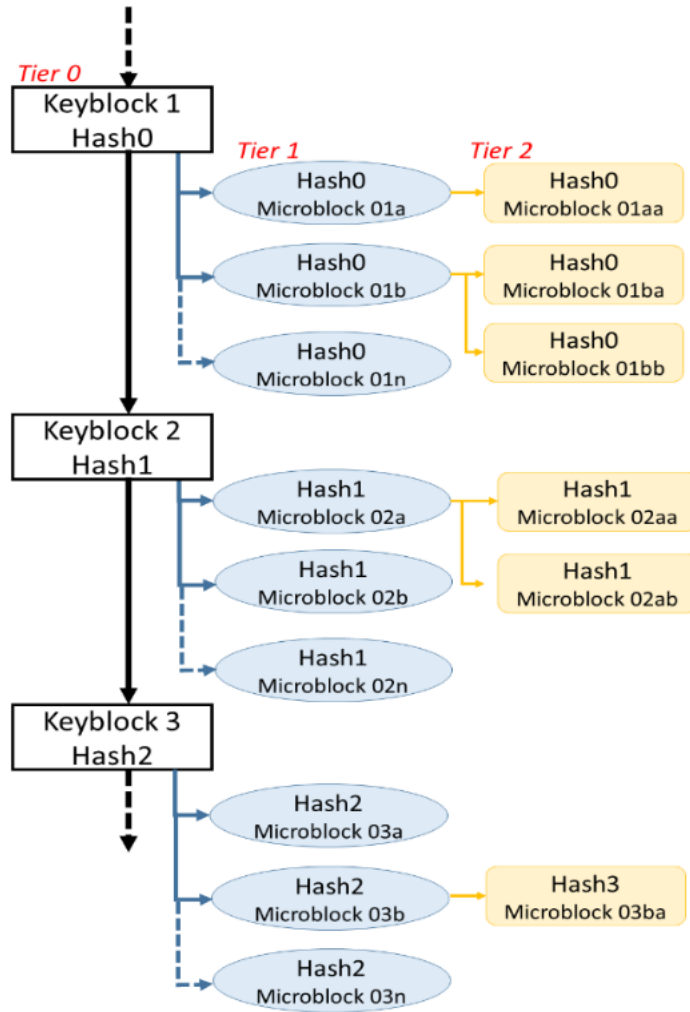 Tier 0
Keyblock 1
Hash0
Tier 1
Tier 2
Hash0
Microblock 01a
Hash0
Microblock 01aa
Hash0
Microblock 01b
Hash0
Microblock 01ba
Hash0
Microblock 01n
Hash0
Microblock 01bb
Keyblock 2
Hash1
Hash1
Microblock 02a
Hash1
Microblock 02aa
Hash1
Microblock 02b
Hash1
Microblock 02ab
Hash1
Microblock 02n
Keyblock 3
Hash2
Hash2
Microblock 03a
Hash2
Microblock 03b
Hash3
Microblock 03ba
Hash2
Microblock 03n